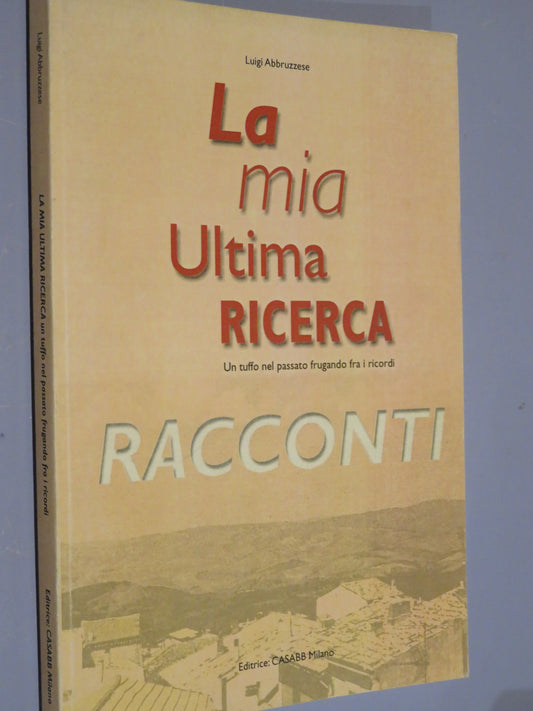 Luigi Abbruzzese
La
mia
Ultima
RICERCA
Un tuffo nel passato frugando fra i ricordi
RACCONTI
Editrice: CASABB Milano
Luigi Abbruzzese
LA MIA ULTIMA RICERCA un tuffo nel passato frugando fra i ricordi
Editrice: CASABB Milano